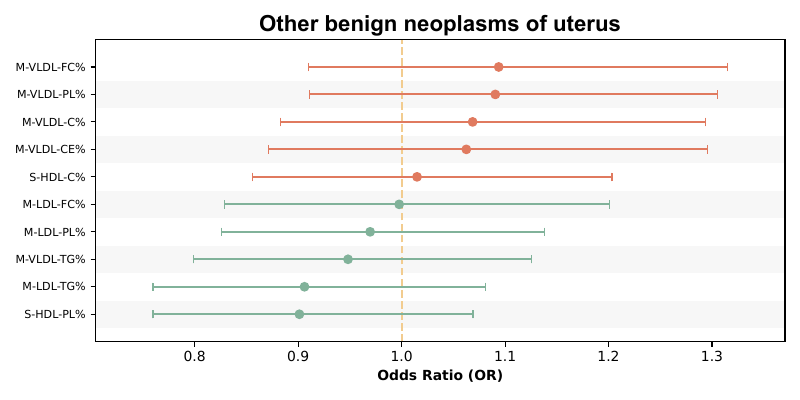 Other benign neoplasms of uterus
M-VLDL-FC%
M-VLDL-PL%
M-VLDL-C%
M-VLDL-CE%
S-HDL-C%
M-LDL-FC%
M-LDL-PL%
M-VLDL-TG%
M-LDL-TG%
S-HDL-PL%
0.8 0.9 1.0 1.1 1.2 1.3
Odds Ratio (OR)